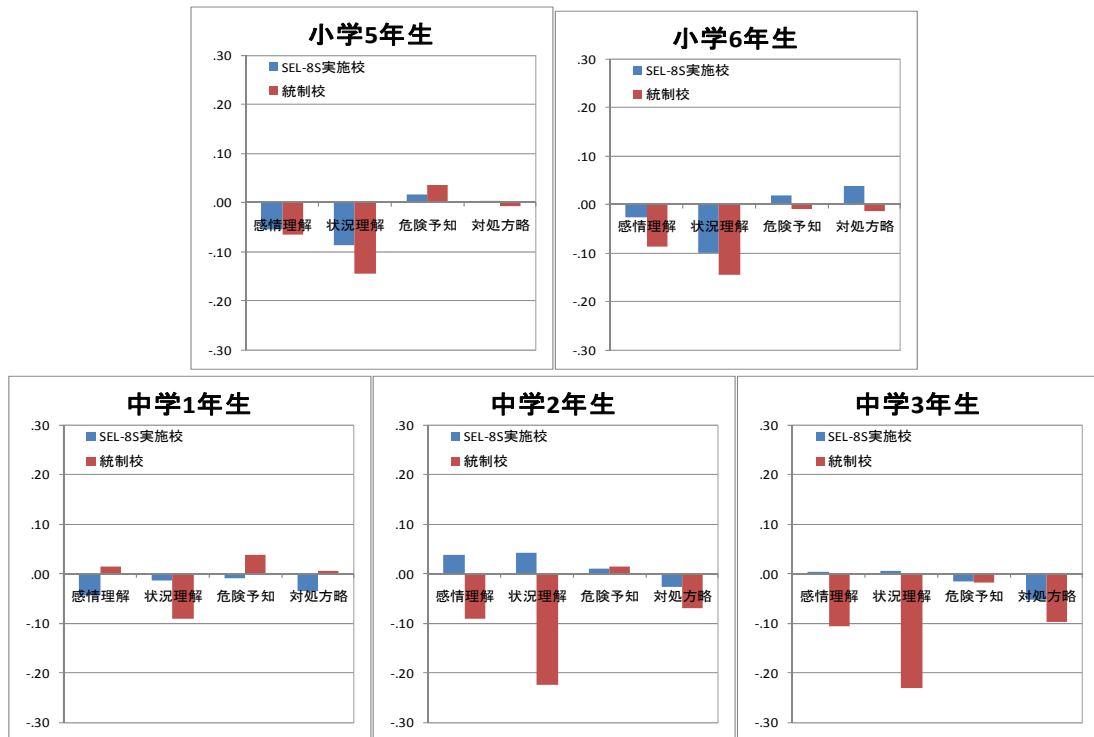 小学5年生
.30
.20
.10
.00
-.10
-.20
-.30
SEL-8S実施校
統制校
感情理解 状況理解 危険予知 対処方略
小学6年生
.30
.20
.10
.00
-.10
-.20
-.30
SEL-8S実施校
統制校
感情理解 状況理解 危険予知 対処方略
中学1年生
.30
.20
.10
.00
-.10
-.20
-.30
SEL-8S実施校
統制校
感情理解 状況理解 危険予知 対処方略
中学2年生
.30
.20
.10
.00
-.10
-.20
-.30
SEL-8S実施校
統制校
感情理解 状況理解 危険予知 対処方略
中学3年生
.30
.20
.10
.00
-.10
-.20
-.30
SEL-8S実施校
統制校
感情理解 状況理解 危険予知 対処方略